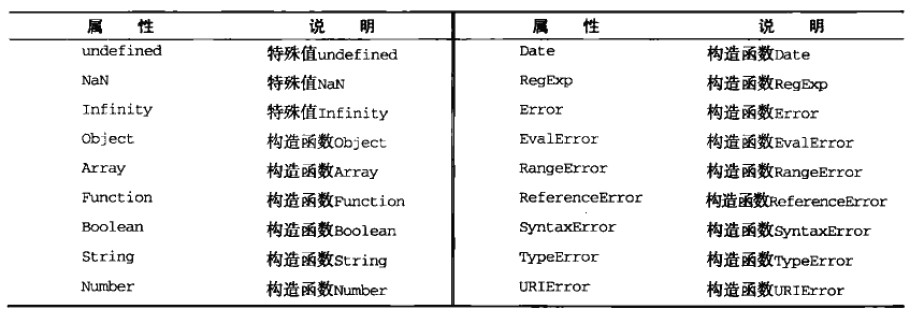 属 性 说 明 属 性 说 明
undefined 特殊值undefined Date 构造函数Date
NaN 特殊值NaN RegExp 构造函数RegExp
Infinity 特殊值Infinity Error 构造函数Error
Object 构造函数Object EvalError 构造函数EvalError
Array 构造函数Array RangeError 构造函数RangeError
Function 构造函数Function ReferenceError 构造函数ReferenceError
Boolean 构造函数Boolean SyntaxError 构造函数SyntaxError
String 构造函数String TypeError 构造函数TypeError
Number 构造函数Number URIError 构造函数URIError